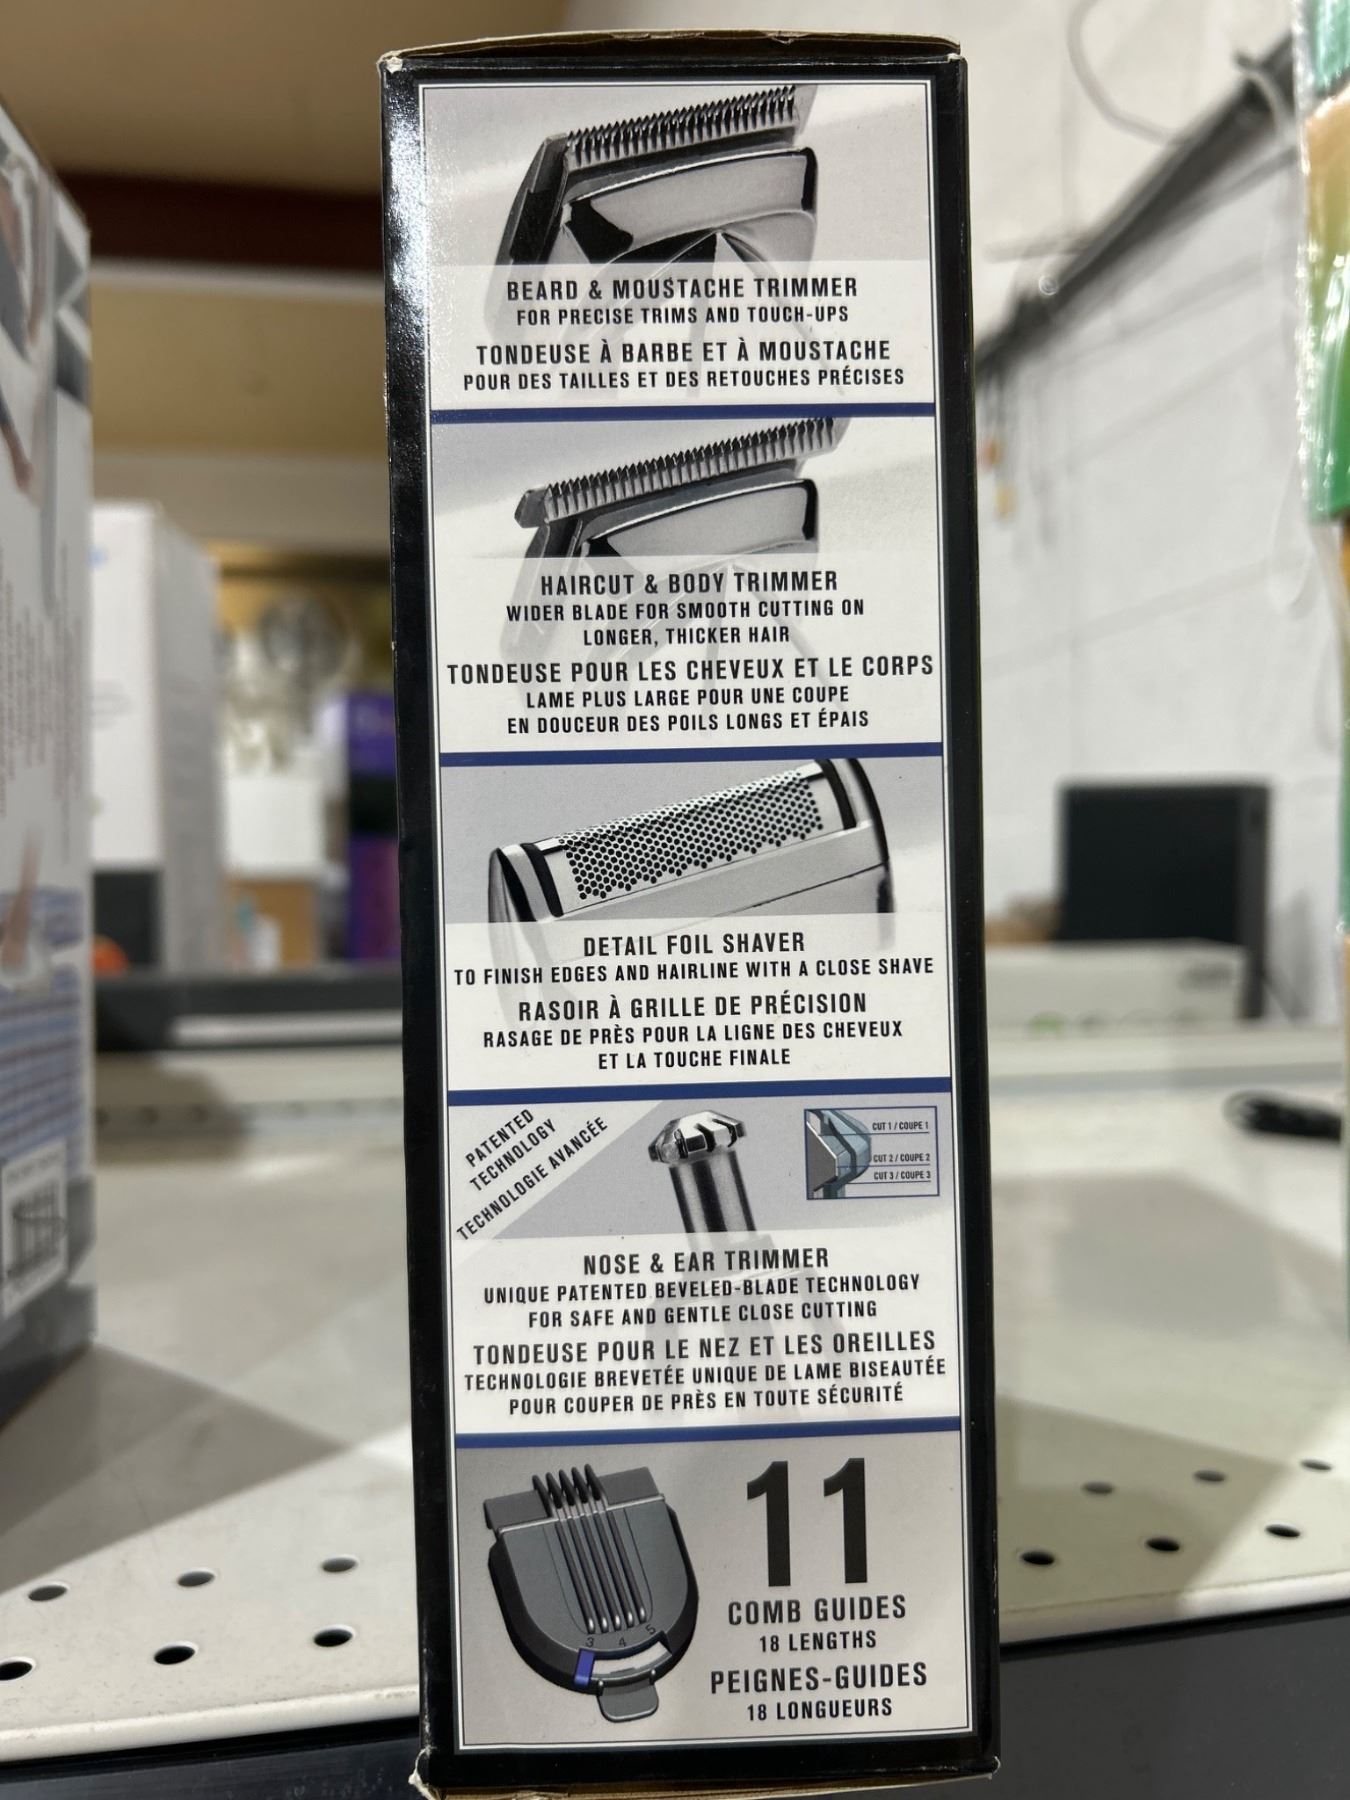 BEARD & MOUSTACHE TRIMMER
FOR PRECISE TRIMS AND TOUCH-UPS
TONDEUSE À BARBE ET À MOUSTACHE
POUR DES TAILLES ET DES RETOUCHES PRÉCISES
HAIRCUT & BODY TRIMMER
WIDER BLADE FOR SMOOTH CUTTING ON
LONGER, THICKER HAIR
TONDEUSE POUR LES CHEVEUX ET LE CORPS
LAME PLUS LARGE POUR UNE COUPE
EN DOUCEUR DES POILS LONGS ET ÉPAIS
DETAIL FOIL SHAVER
TO FINISH EDGES AND HAIRLINE WITH A CLOSE SHAVE
RASOIR À GRILLE DE PRÉCISION
RASAGE DE PRÈS POUR LA LIGNE DES CHEVEUX
ET LA TOUCHE FINALE
PATENTED
TECHNOLOGY
TECHNOLOGIE AVANCÉE
CUT 1 / COUPE 1
CUT 2 / COUPE 2
CUT 3 / COUPE 3
NOSE & EAR TRIMMER
UNIQUE PATENTED BEVELED-BLADE TECHNOLOGY
FOR SAFE AND GENTLE CLOSE CUTTING
TONDEUSE POUR LE NEZ ET LES OREILLES
TECHNOLOGIE BREVETÉE UNIQUE DE LAME BISEAUTÉE
POUR COUPER DE PRÈS EN TOUTE SÉCURITÉ
3 4 5
11
COMB GUIDES
18 LENGTHS
PEIGNES-GUIDES
18 LONGUEURS